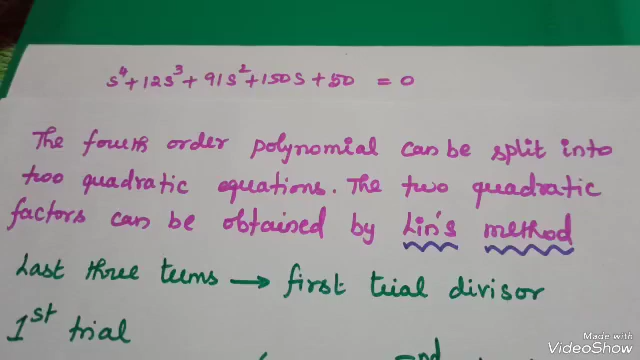 s⁴ + 12s³ + 91s² + 150s + 50 = 0
The fourth order polynomial can be split into
two quadratic equations. The two quadratic
factors can be obtained by Lin's method
Last three terms → first trial divisor
1st trial
nd
Made with
VideoShow